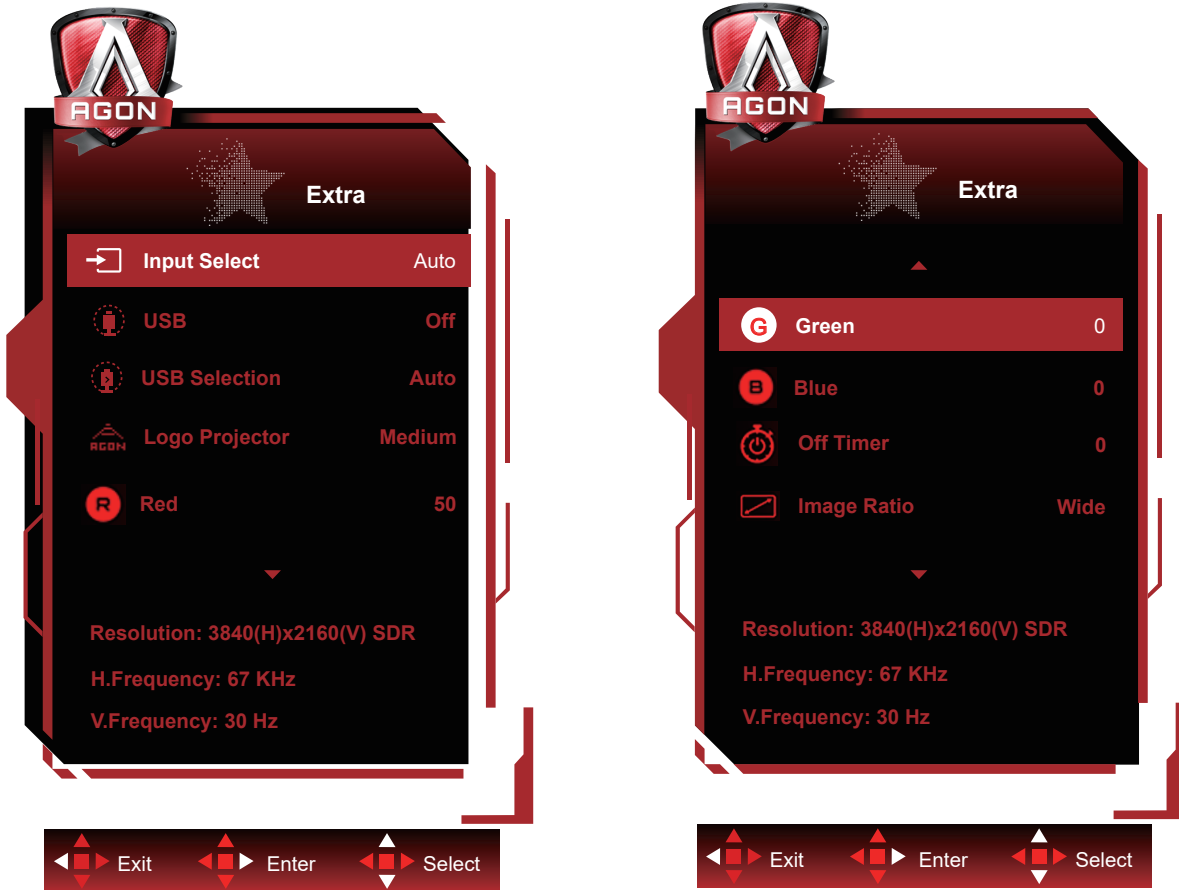 AGON
Extra
Input Select Auto
USB Off
USB Selection Auto
AGON Logo Projector Medium
R Red 50
Resolution: 3840(H)x2160(V) SDR
H.Frequency: 67 KHz
V.Frequency: 30 Hz
Exit Enter Select
AGON
Extra
G Green 0
B Blue 0
Off Timer 0
Image Ratio Wide
Resolution: 3840(H)x2160(V) SDR
H.Frequency: 67 KHz
V.Frequency: 30 Hz
Exit Enter Select